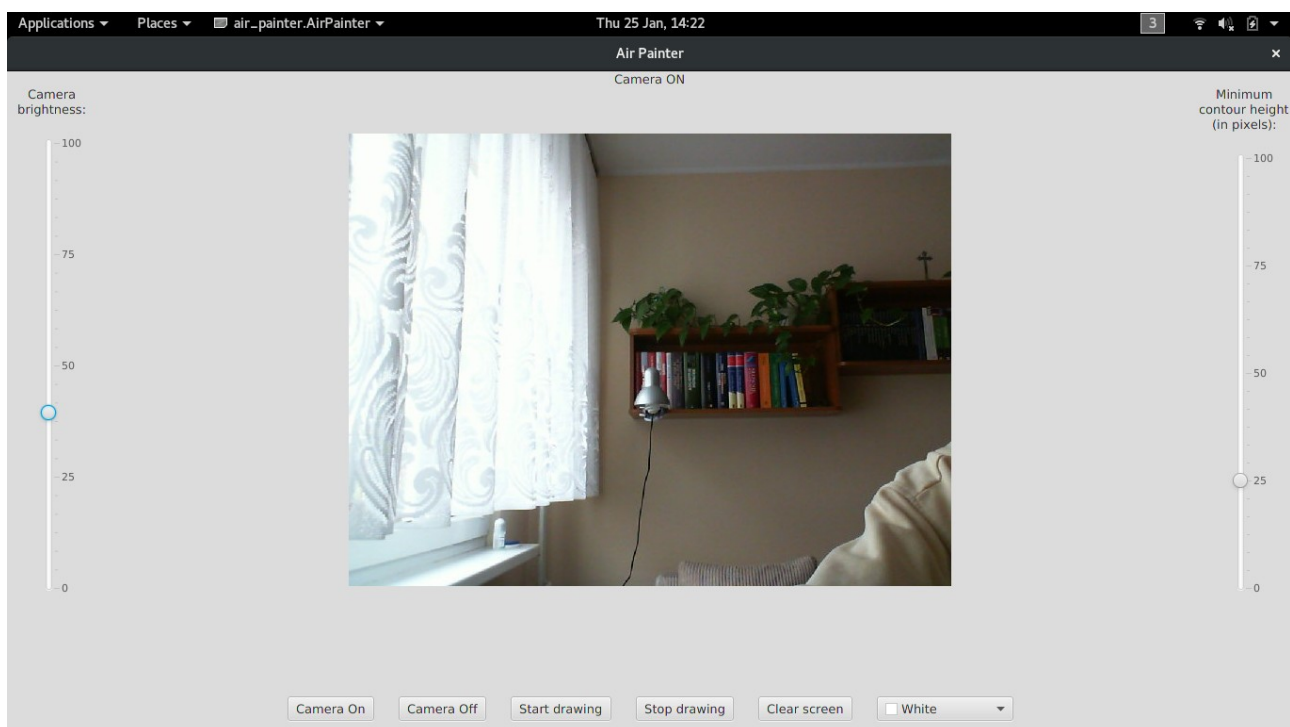 Applications Places air_painter.AirPainter Thu 25 Jan, 14:22 3
Air Painter
Camera ON
Camera
brightness:
100
75
50
25
0
Minimum
contour height
(in pixels):
100
75
50
25
0
Camera On Camera Off Start drawing Stop drawing Clear screen White